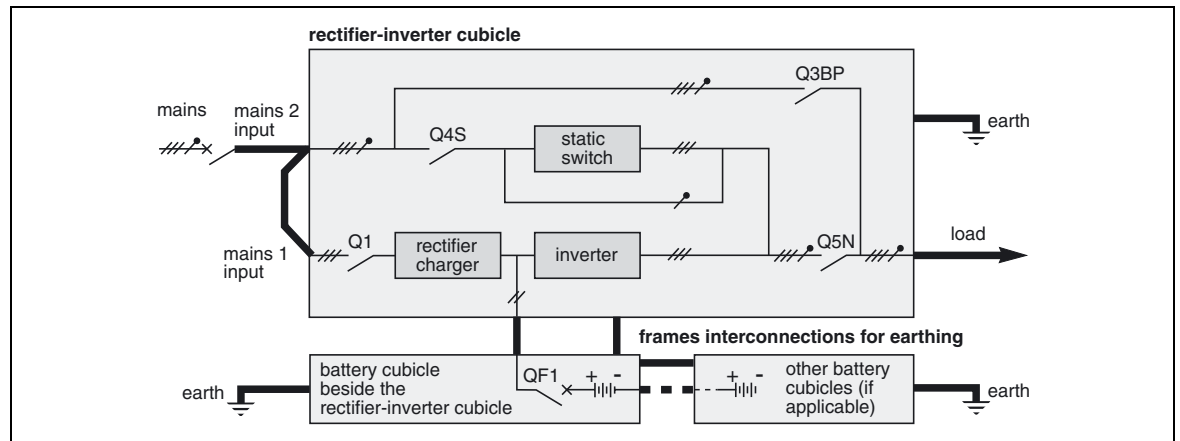 rectifier-inverter cubicle
Q3BP
mains
mains 2
input
earth
Q4S
static
switch
mains 1
input
Q1
rectifier
charger
inverter
Q5N
load
frames interconnections for earthing
earth
battery cubicle
beside the
rectifier-inverter cubicle
QF1
+ -
+ -
other battery
cubicles (if
applicable)
earth